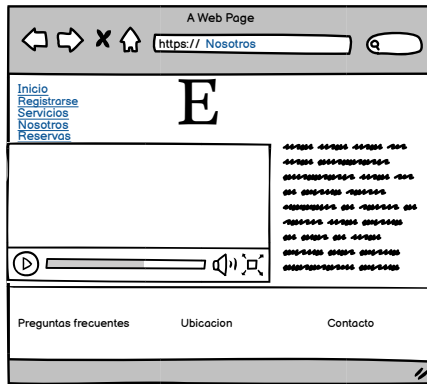 A Web Page
https:// Nosotros
Inicio
Registrarse
Servicios
Nosotros
Reservas
E
Preguntas frecuentes Ubicacion Contacto